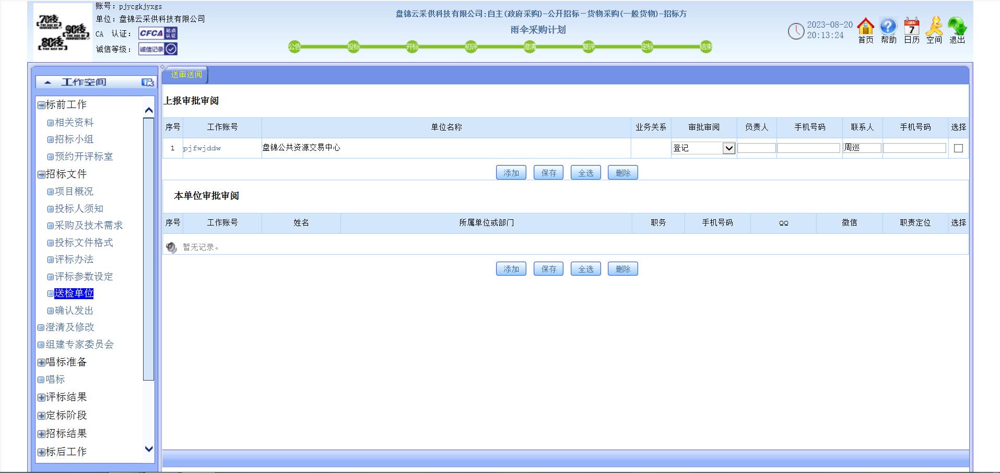 70後
THE AGE OF INNOVATION
90後
THE AGE OF INNOVATION
80後
THE AGE OF
账号：pjycgkjyxgs
单位：盘锦云采供科技有限公司
CA 认证：
CFCA 站点认证
诚信等级：
诚信记录
盘锦云采供科技有限公司:自主(政府采购)-公开招标－货物采购(一般货物)-招标方
雨伞采购计划
公告 投标 开标 初评 澄清 复评 定标 结束
2023-08-20
20:13:24
JAN
7
首页 帮助 日历 空间 退出
工作空间
标前工作
相关资料
招标小组
预约开评标室
招标文件
项目概况
投标人须知
采购及技术需求
投标文件格式
评标办法
评标参数设定
送检单位
确认发出
澄清及修改
组建专家委员会
唱标准备
唱标
评标结果
定标阶段
招标结果
标后工作
送审送阅
上报审批审阅
序号 工作账号 单位名称 业务关系 审批审阅 负责人 手机号码 联系人 手机号码 选择
1 pjfwjddw 盘锦公共资源交易中心 登记 周巡
添加 保存 全选 删除
本单位审批审阅
序号 工作账号 姓名 所属单位或部门 职务 手机号码 QQ 微信 职责定位 选择
暂无记录。
添加 保存 全选 删除